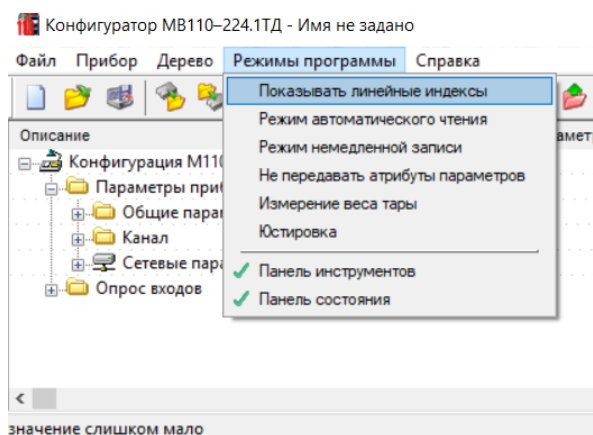 Конфигуратор МВ110–224.1ТД - Имя не задано
Файл Прибор Дерево Режимы программы Справка
Показывать линейные индексы
Режим автоматического чтения
Режим немедленной записи
Не передавать атрибуты параметров
Измерение веса тары
Юстировка
Панель инструментов
Панель состояния
Описание
Конфигурация М110
Параметры при
Общие пара
Канал
Сетевые пара
Опрос входов
амет
значение слишком мало